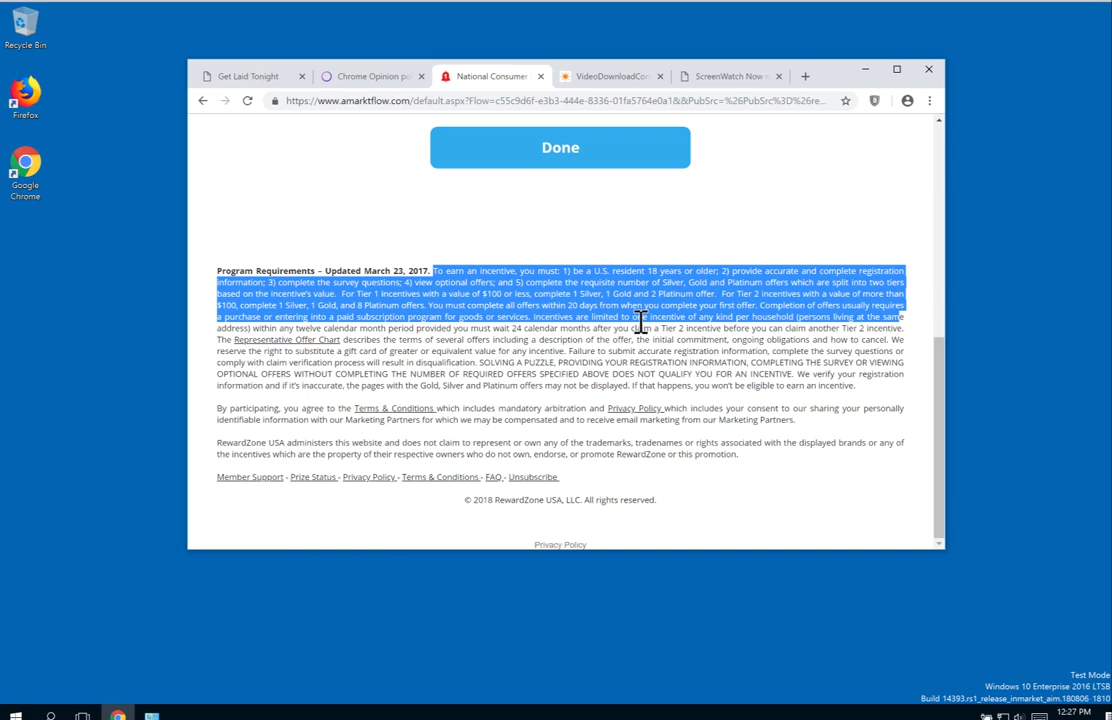 Recycle Bin
Firefox
Google
Chrome
Get Laid Tonight
Chrome Opinion po
National Consumer
VideoDownloadCon
ScreenWatch Now
https://www.amarktflow.com/default.aspx?Flow=c55c9d6f-e3b3-444e-8336-01fa5764e0a1&&PubSrc=%26PubSrc%3D%26re...
Done
Program Requirements – Updated March 23, 2017. To earn an incentive, you must: 1) be a U.S. resident 18 years or older; 2) provide accurate and complete registration
information; 3) complete the survey questions; 4) view optional offers; and 5) complete the requisite number of Silver, Gold and Platinum offers which are split into two tiers
based on the incentive's value. For Tier 1 incentives with a value of $100 or less, complete 1 Silver, 1 Gold and 2 Platinum offer. For Tier 2 incentives with a value of more than
$100, complete 1 Silver, 1 Gold, and 8 Platinum offers. You must complete all offers within 20 days from when you complete your first offer. Completion of offers usually requires
a purchase or entering into a paid subscription program for goods or services. Incentives are limited to one incentive of any kind per household (persons living at the same
address) within any twelve calendar month period provided you must wait 24 calendar months after you claim a Tier 2 incentive before you can claim another Tier 2 incentive.
The Representative Offer Chart describes the terms of several offers including a description of the offer, the initial commitment, ongoing obligations and how to cancel. We
reserve the right to substitute a gift card of greater or equivalent value for any incentive. Failure to submit accurate registration information, complete the survey questions or
comply with claim verification process will result in disqualification. SOLVING A PUZZLE, PROVIDING YOUR REGISTRATION INFORMATION, COMPLETING THE SURVEY OR VIEWING
OPTIONAL OFFERS WITHOUT COMPLETING THE NUMBER OF REQUIRED OFFERS SPECIFIED ABOVE DOES NOT QUALIFY YOU FOR AN INCENTIVE. We verify your registration
information and if it's inaccurate, the pages with the Gold, Silver and Platinum offers may not be displayed. If that happens, you won't be eligible to earn an incentive.
By participating, you agree to the Terms & Conditions which includes mandatory arbitration and Privacy Policy which includes your consent to our sharing your personally
identifiable information with our Marketing Partners for which we may be compensated and to receive email marketing from our Marketing Partners.
RewardZone USA administers this website and does not claim to represent or own any of the trademarks, tradenames or rights associated with the displayed brands or any of
the incentives which are the property of their respective owners who do not own, endorse, or promote RewardZone or this promotion.
Member Support - Prize Status - Privacy Policy - Terms & Conditions - FAQ - Unsubscribe
© 2018 RewardZone USA, LLC. All rights reserved.
Privacy Policy
Test Mode
Windows 10 Enterprise 2016 LTSB
Build 14393.rs1_release_inmarket_aim.180806-1810
12:27 PM